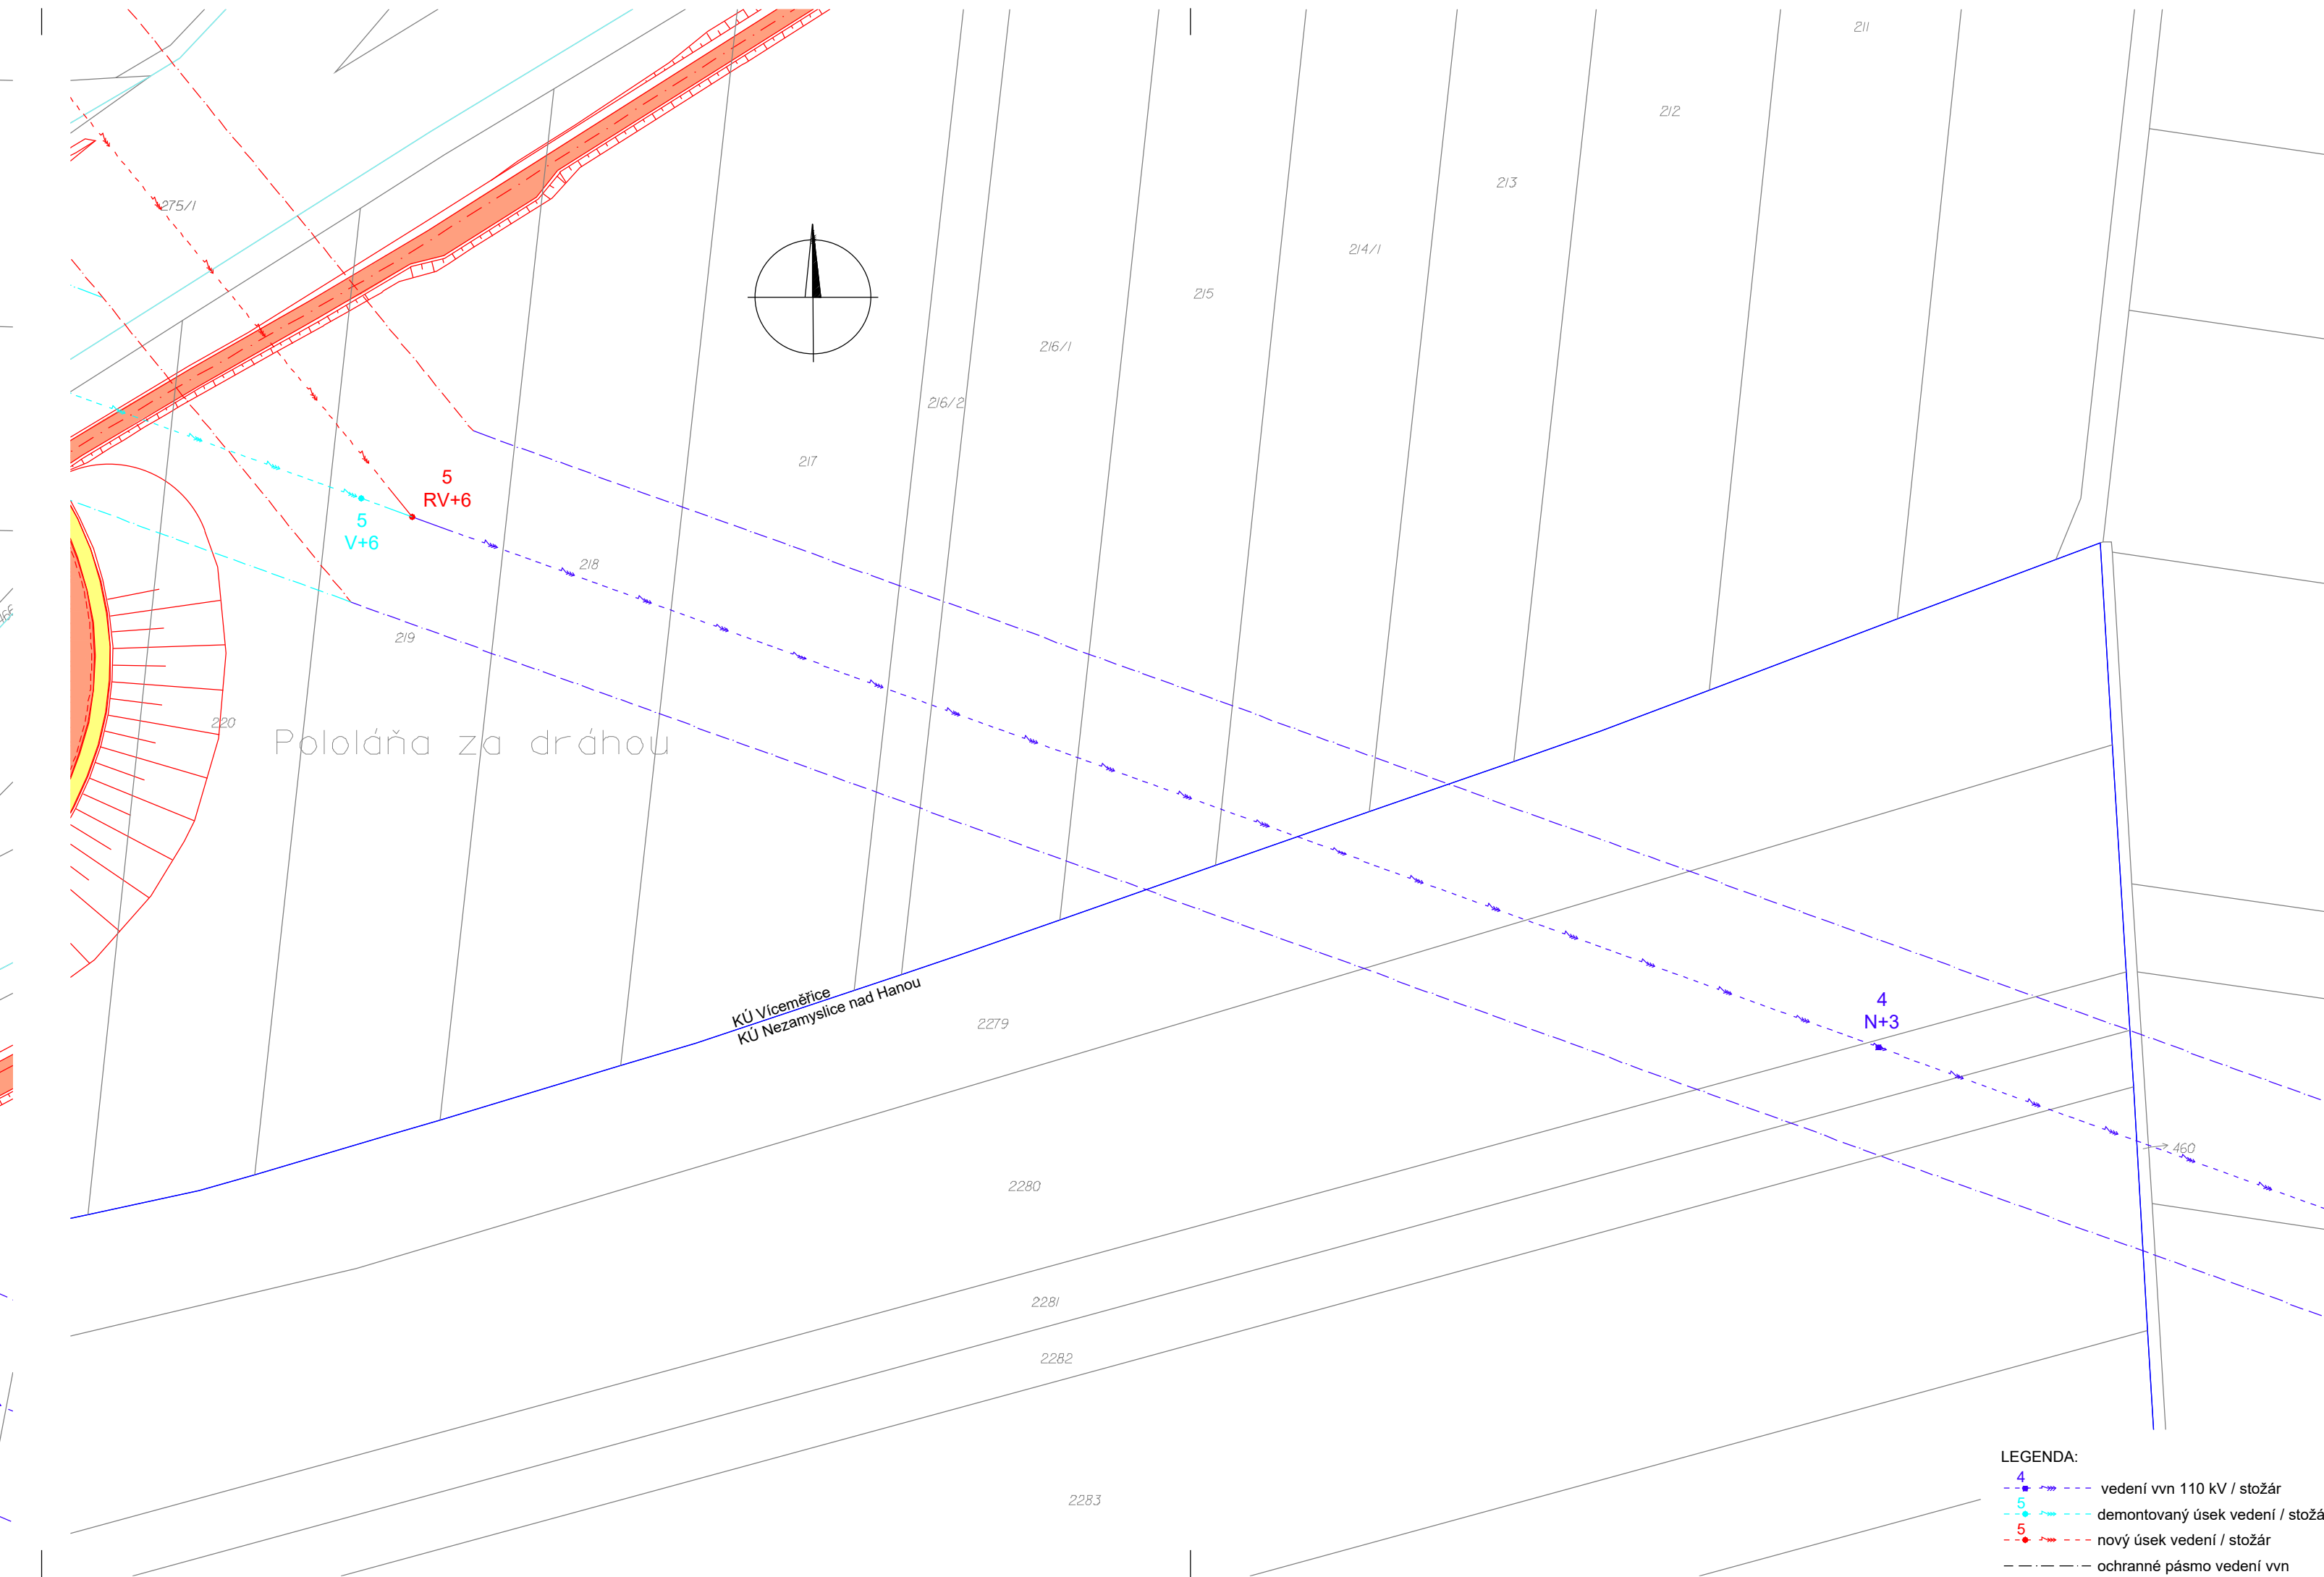 211
212
213
275/1
214/1
215
216/1
216/2
217
5
RV+6
5
V+6
218
219
220
Pololáňa za dráhou
KÚ Víceměřice
KÚ Nezamyslice nad Hanou
4
N+3
2279
460
2280
2281
2282
2283
LEGENDA:
4
vedení vvn 110 kV / stožár
5
demontovaný úsek vedení / stožá
5
nový úsek vedení / stožár
ochranné pásmo vedení vvn